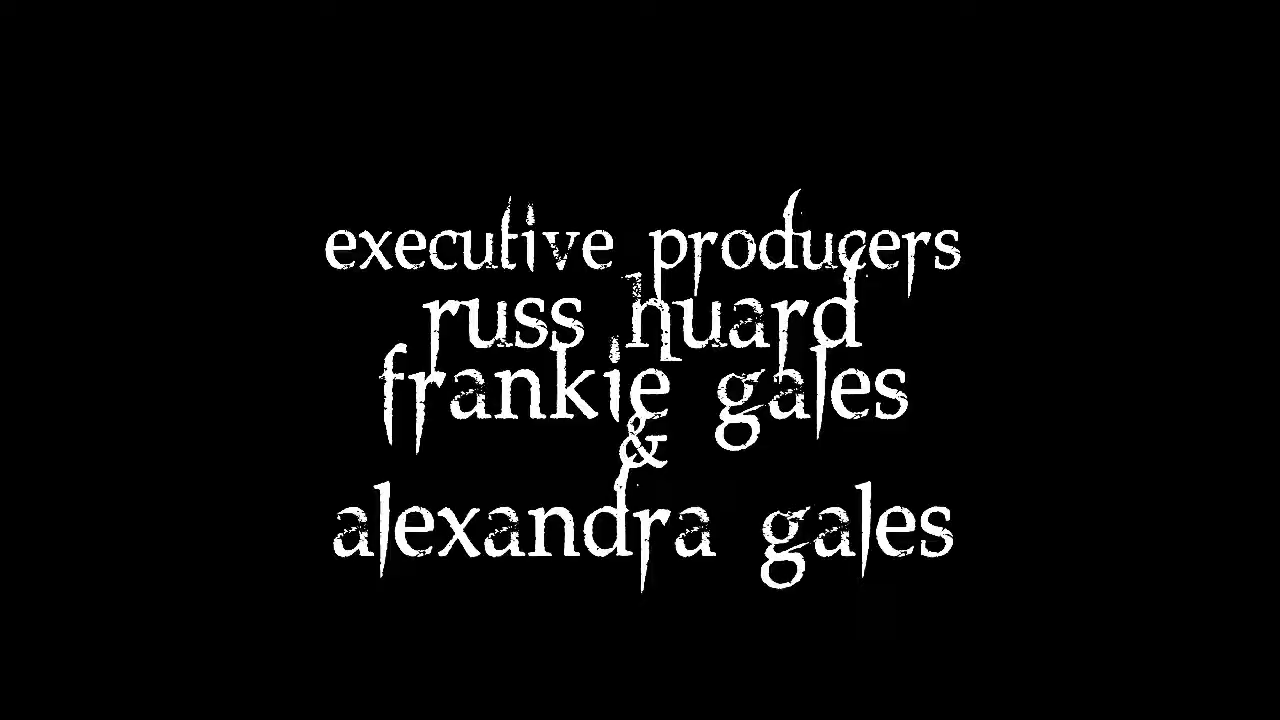 executive producers
russ huard
frankie gales
&
alexandra gales